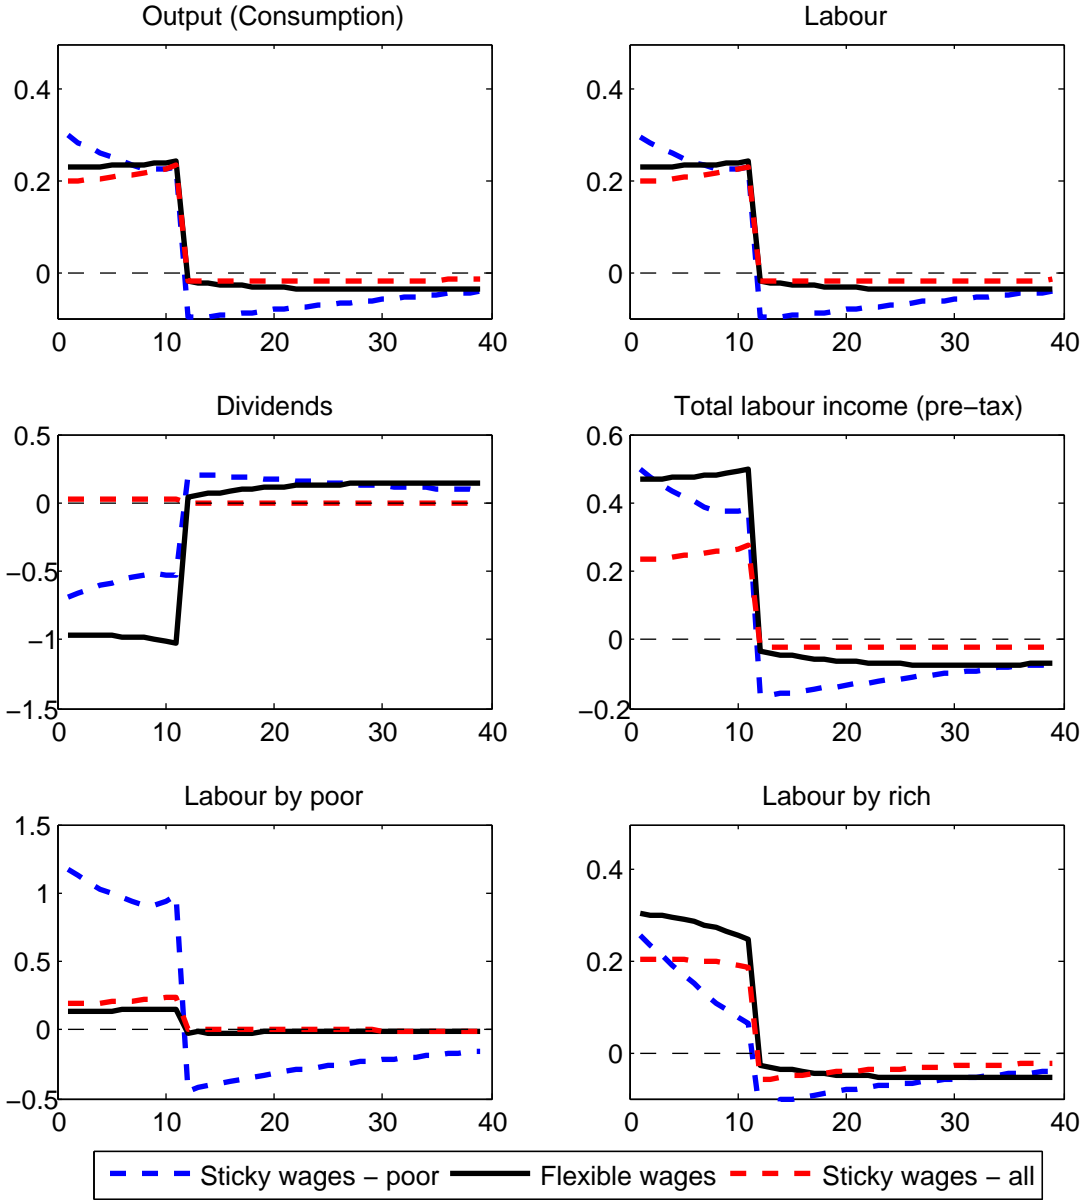 Output (Consumption)
Labour
0.4
0.2
0
0 10 20 30 40
0.4
0.2
0
0 10 20 30 40
Dividends
Total labour income (pre−tax)
0.5
0
−0.5
−1
−1.5
0 10 20 30 40
0.6
0.4
0.2
0
−0.2
0 10 20 30 40
Labour by poor
Labour by rich
1.5
1
0.5
0
−0.5
0 10 20 30 40
0.4
0.2
0
0 10 20 30 40
Sticky wages − poor Flexible wages Sticky wages − all